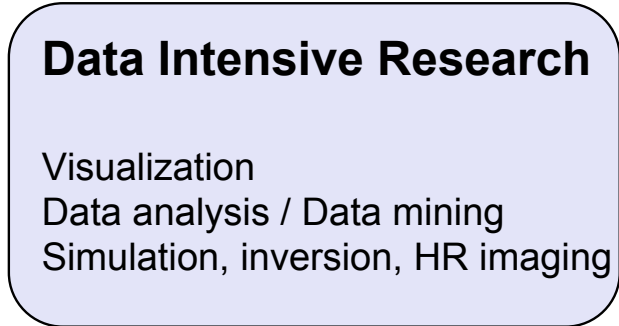 Data Intensive Research
Visualization
Data analysis / Data mining
Simulation, inversion, HR imaging